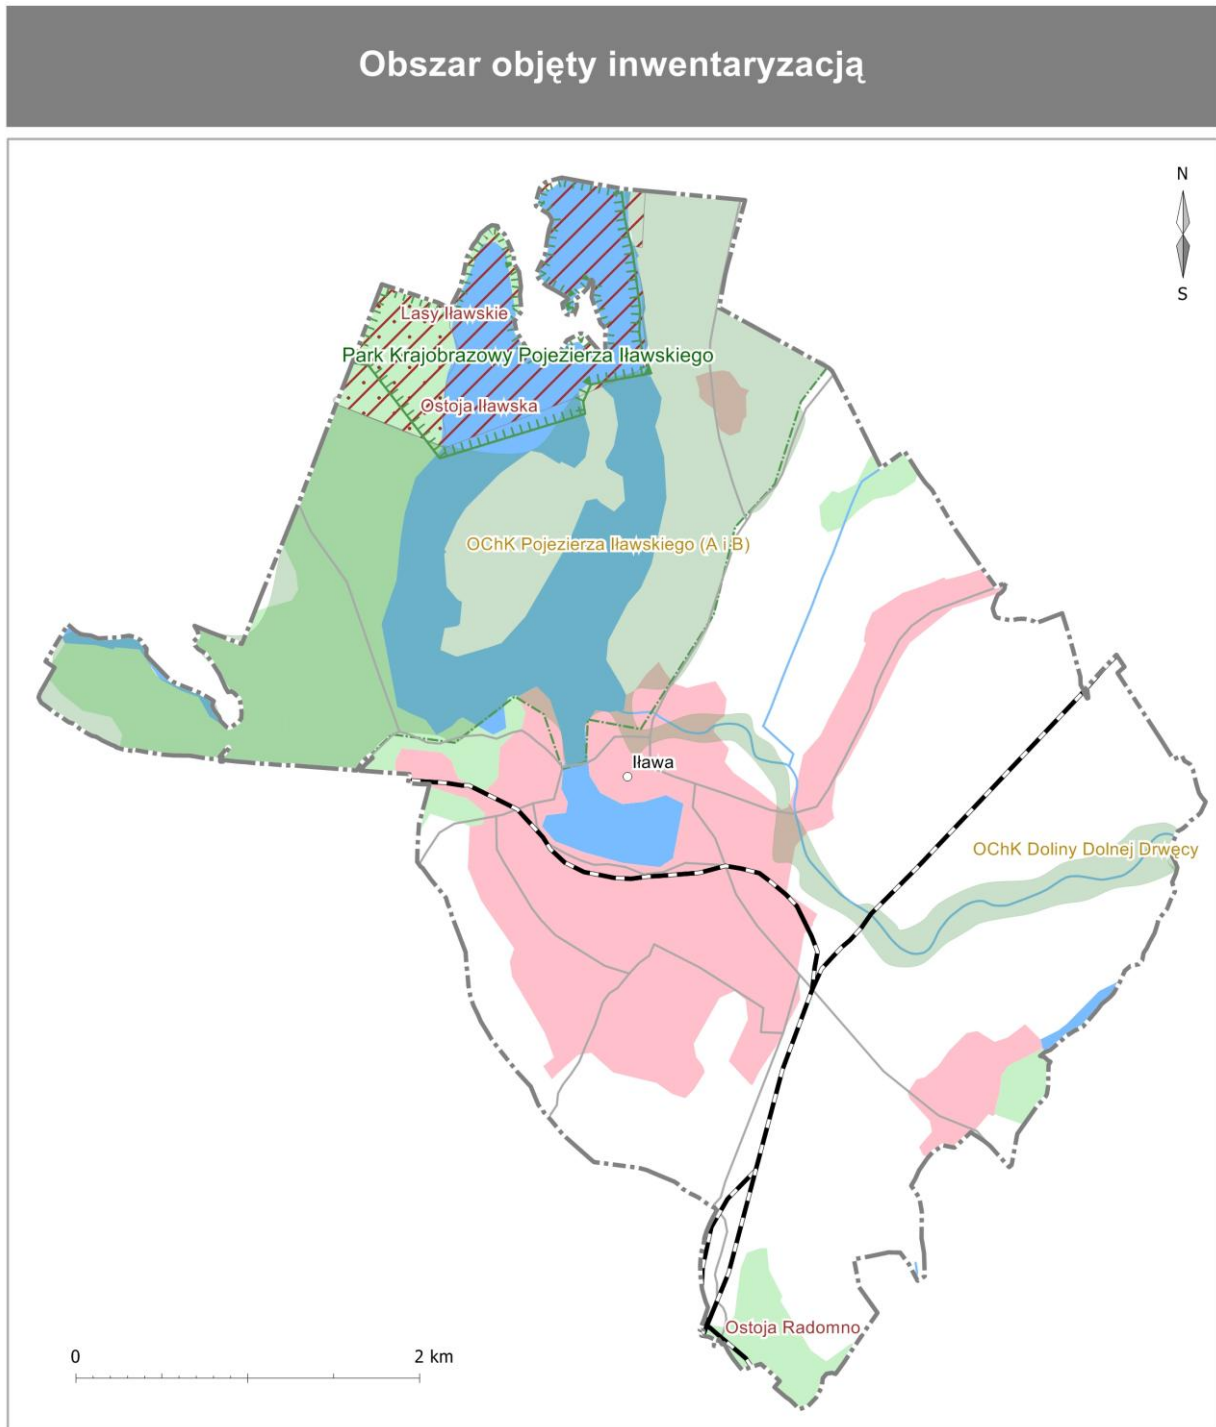 Obszar objęty inwentaryzacją
N
S
Lasy Iławskie
Park Krajobrazowy Pojezierza Iławskiego
Ostoja Iławska
OChK Pojezierza Iławskiego (A i B)
Iława
OChK Doliny Dolnej Drwęcy
Ostoja Radomno
0 2 km